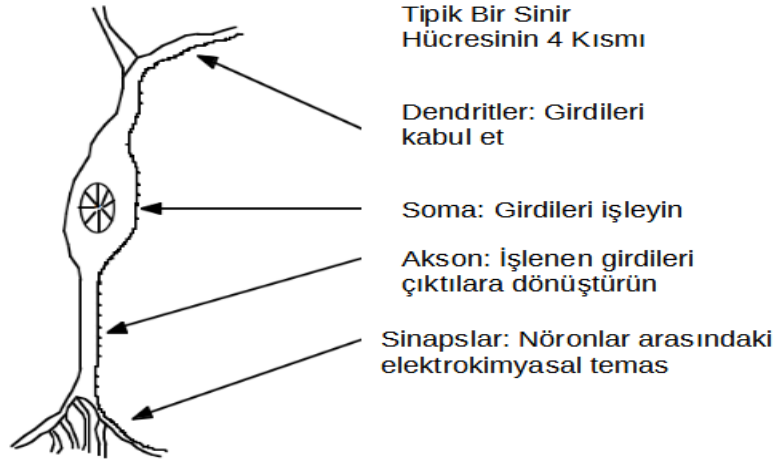 Tipik Bir Sinir
Hücresinin 4 Kısmı
Dendritler: Girdileri
kabul et
Soma: Girdileri işleyin
Akson: İşlenen girdileri
çıktılara dönüştürün
Sinapslar: Nöronlar arasındaki
elektrokimyasal temas